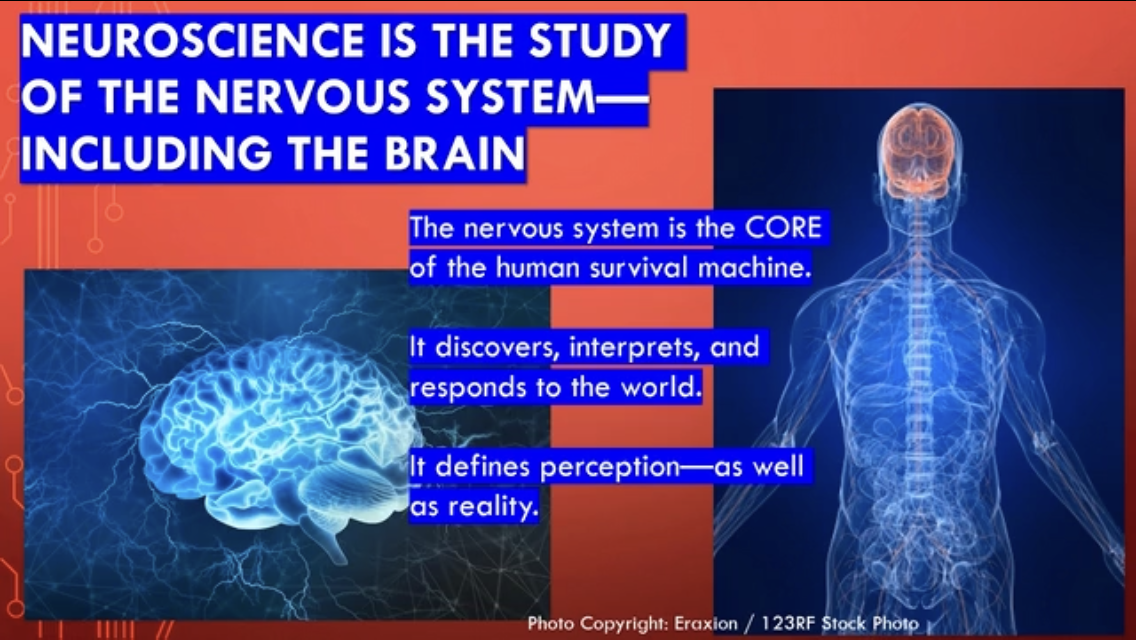 NEUROSCIENCE IS THE STUDY
OF THE NERVOUS SYSTEM—
INCLUDING THE BRAIN
The nervous system is the CORE
of the human survival machine.
It discovers, interprets, and
responds to the world.
It defines perception—as well
as reality.
Photo Copyright: Eraxion / 123RF Stock Photo